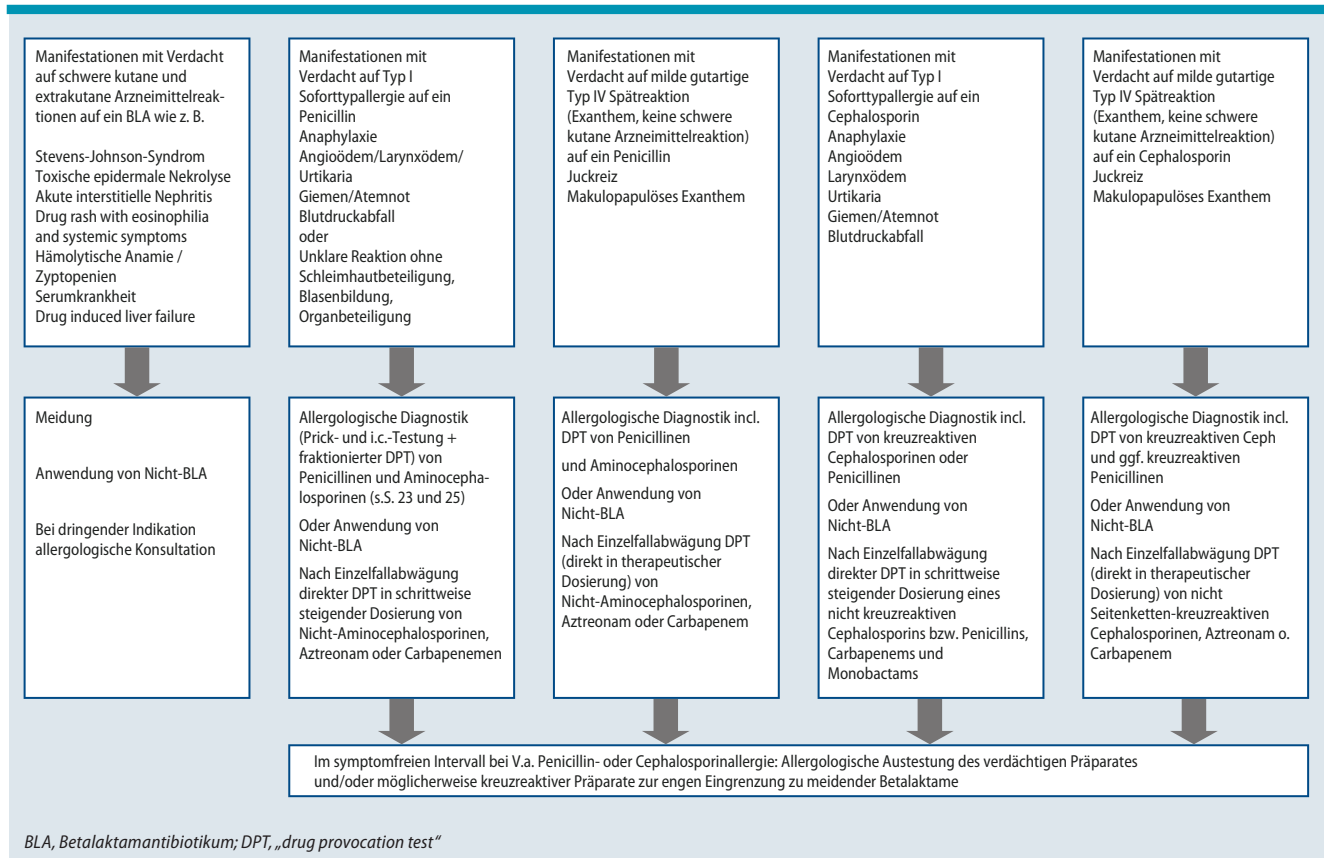 Manifestationen mit Verdacht
auf schwere kutane und
extrakutane Arzneimittelreak-
tionen auf ein BLA wie z. B.
Stevens-Johnson-Syndrom
Toxische epidermale Nekrolyse
Akute interstitielle Nephritis
Drug rash with eosinophilia
and systemic symptoms
Hämolytische Anamie /
Zyptopenien
Serumkrankheit
Drug induced liver failure
Manifestationen mit
Verdacht auf Typ I
Soforttypallergie auf ein
Penicillin
Anaphylaxie
Angioödem/Larynxödem/
Urtikaria
Giemen/Atemnot
Blutdruckabfall
oder
Unklare Reaktion ohne
Schleimhautbeteiligung,
Blasenbildung,
Organbeteiligung
Manifestationen mit
Verdacht auf milde gutartige
Typ IV Spätreaktion
(Exanthem, keine schwere
kutane Arzneimittelreaktion)
auf ein Penicillin
Juckreiz
Makulopapulöses Exanthem
Manifestationen mit
Verdacht auf Typ I
Soforttypallergie auf ein
Cephalosporin
Anaphylaxie
Angioödem
Larynxödem
Urtikaria
Giemen/Atemnot
Blutdruckabfall
Manifestationen mit
Verdacht auf milde gutartige
Typ IV Spätreaktion
(Exanthem, keine schwere
kutane Arzneimittelreaktion)
auf ein Cephalosporin
Juckreiz
Makulopapulöses Exanthem
Meidung
Anwendung von Nicht-BLA
Bei dringender Indikation
allergologische Konsultation
Allergologische Diagnostik
(Prick- und i.c.-Testung +
fraktionierter DPT) von
Penicillinen und Aminocepha-
losporinen (s.S. 23 und 25)
Oder Anwendung von
Nicht-BLA
Nach Einzelfallabwägung
direkter DPT in schrittweise
steigender Dosierung von
Nicht-Aminocephalosporinen,
Aztreonam oder Carbapenemen
Allergologische Diagnostik incl.
DPT von Penicillinen
und Aminocephalosporinen
Oder Anwendung von
Nicht-BLA
Nach Einzelfallabwägung DPT
(direkt in therapeutischer
Dosierung) von
Nicht-Aminocephalosporinen,
Aztreonam oder Carbapenem
Allergologische Diagnostik incl.
DPT von kreuzreaktiven
Cephalosporinen oder
Penicillinen
Oder Anwendung von
Nicht-BLA
Nach Einzelfallabwägung
direkter DPT in schrittweise
steigender Dosierung eines
nicht kreuzreaktiven
Cephalosporins bzw. Penicillins,
Carbapenems und
Monobactams
Allergologische Diagnostik incl.
DPT von kreuzreaktiven Ceph
und ggf. kreuzreaktiven
Penicillinen
Oder Anwendung von
Nicht-BLA
Nach Einzelfallabwägung DPT
(direkt in therapeutischer
Dosierung) von nicht
Seitenketten-kreuzreaktiven
Cephalosporinen, Aztreonam o.
Carbapenem
Im symptomfreien Intervall bei V.a. Penicillin- oder Cephalosporinallergie: Allergologische Austestung des verdächtigen Präparates
und/oder möglicherweise kreuzreaktiver Präparate zur engen Eingrenzung zu meidender Betalaktame
BLA, Betalaktamantibiotikum; DPT, „drug provocation test“